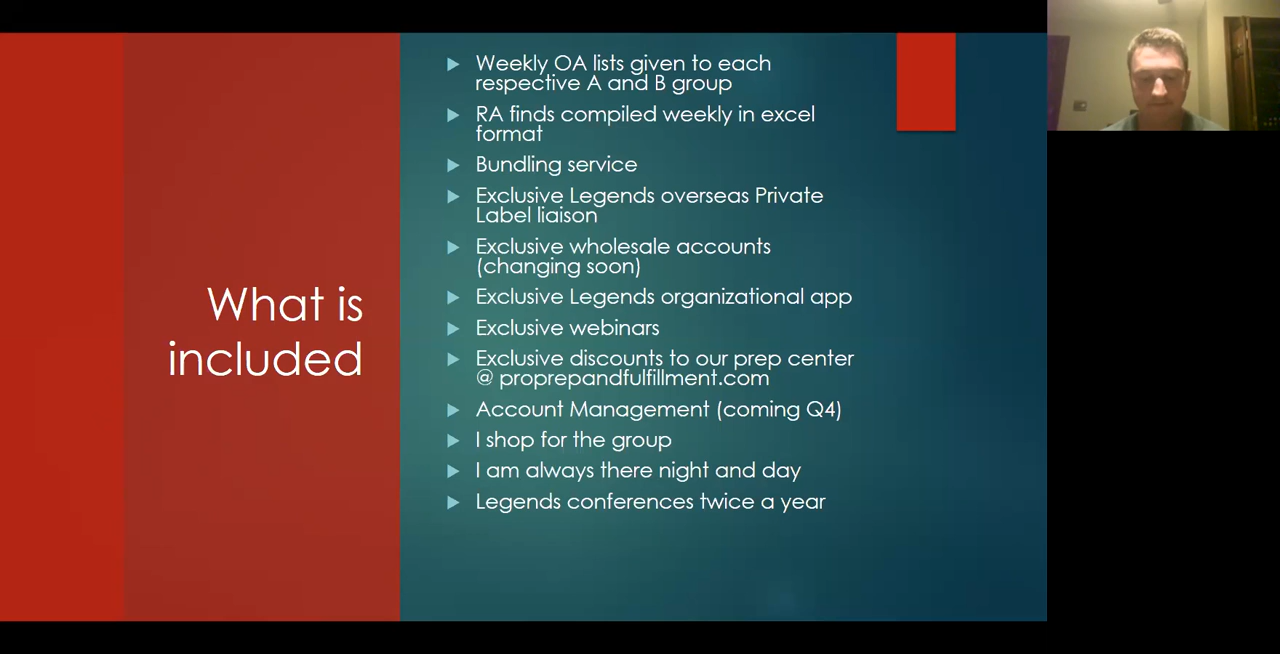 What is
included
Weekly OA lists given to each
respective A and B group
RA finds compiled weekly in excel
format
Bundling service
Exclusive Legends overseas Private
Label liaison
Exclusive wholesale accounts
(changing soon)
Exclusive Legends organizational app
Exclusive webinars
Exclusive discounts to our prep center
@ proprepandfulfillment.com
Account Management (coming Q4)
I shop for the group
I am always there night and day
Legends conferences twice a year